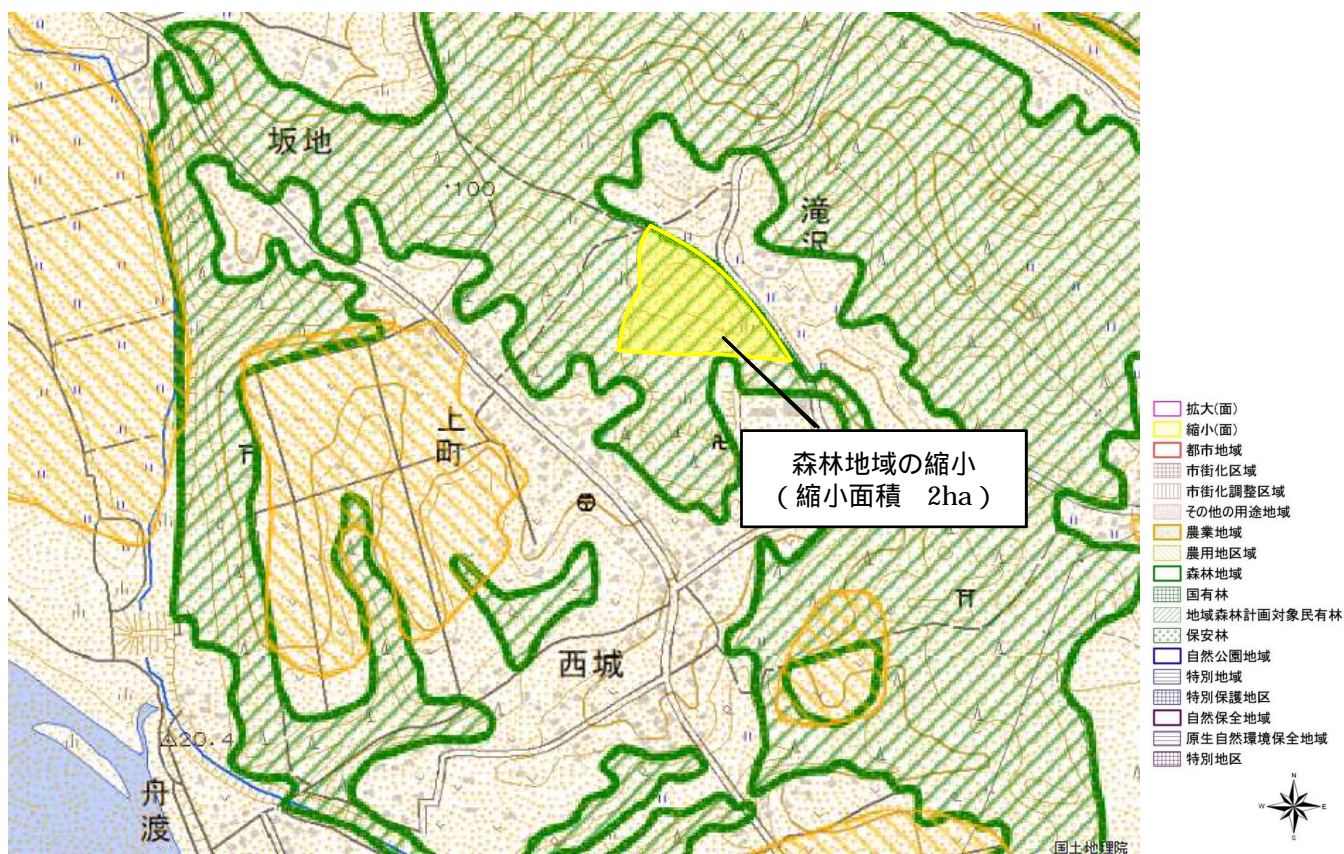 坂地
・100
滝沢
上町
森林地域の縮小
(縮小面積 2ha)
西城
△20.4
舟渡
国土地理院
拡大(面)
縮小(面)
都市地域
市街化区域
市街化調整区域
その他の用途地域
農業地域
農用地区域
森林地域
国有林
地域森林計画対象民有林
保安林
自然公園地域
特別地域
特別保護地区
自然保全地域
原生自然環境保全地域
特別地区
N
W
E
S